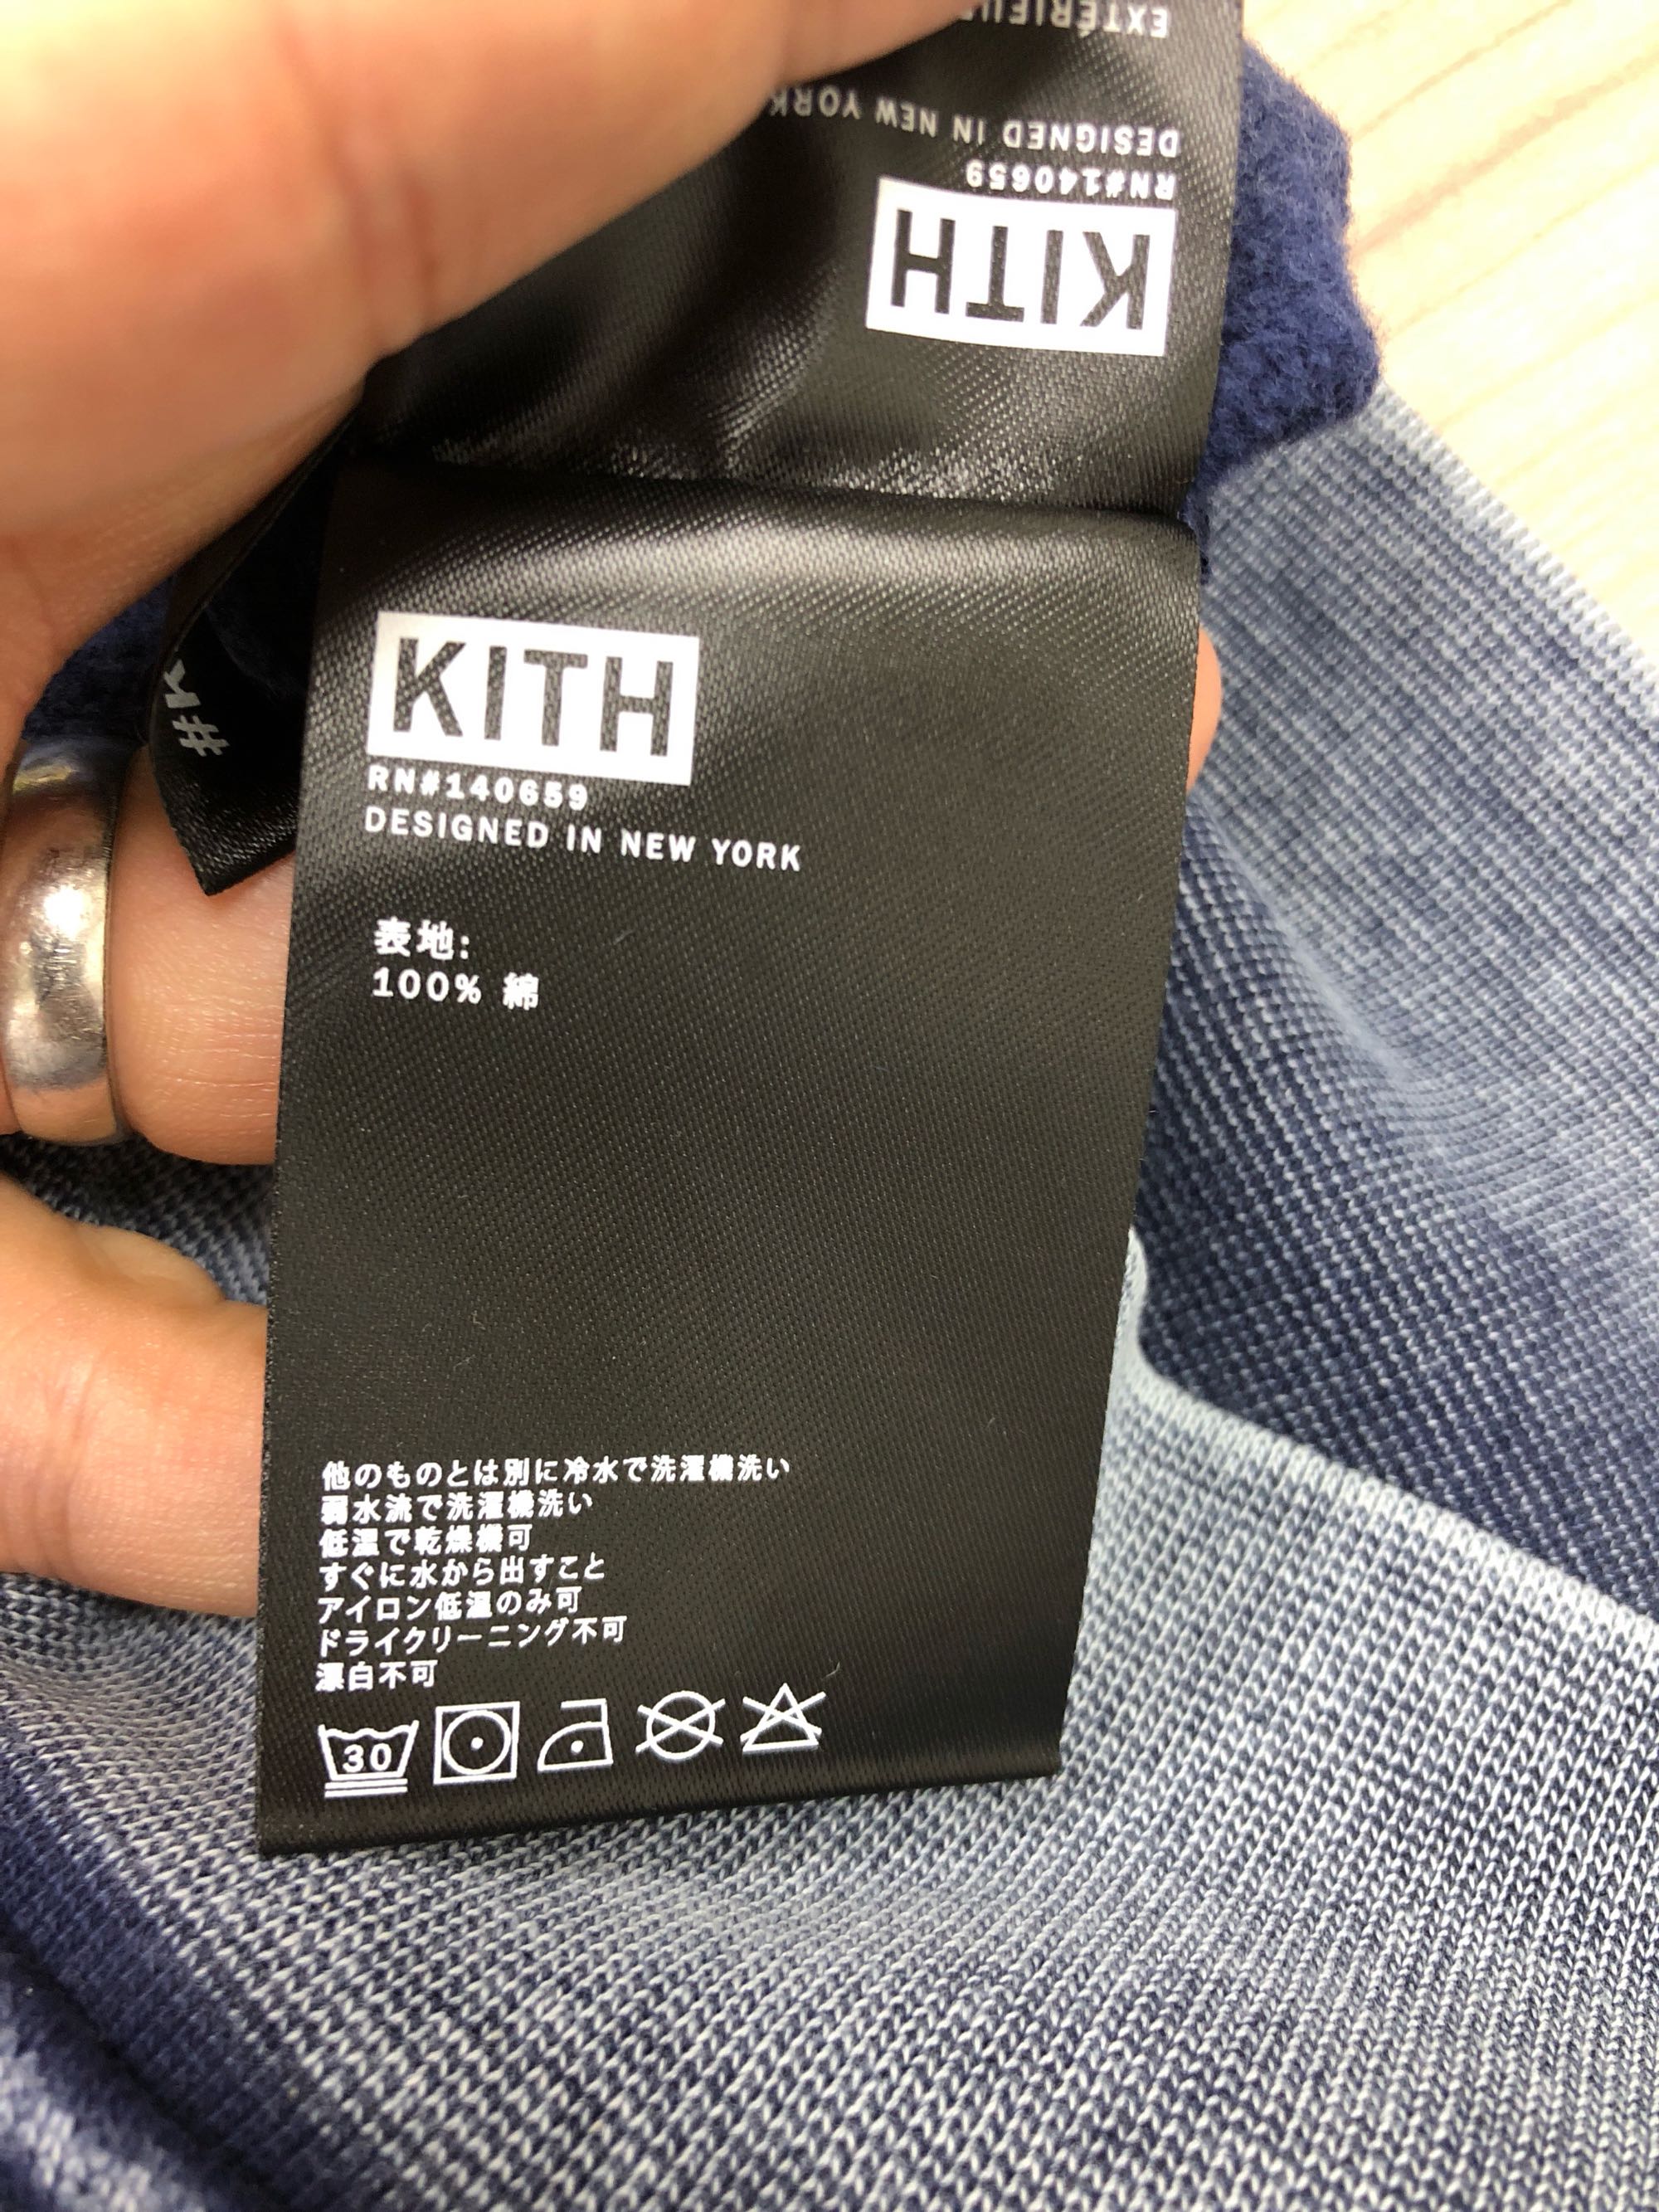 EXTÉRIEU
DESIGNED IN NEW YORK
RN#140659
KITH
#K
KITH
RN#140659
DESIGNED IN NEW YORK
表地:
100% 綿
他のものとは別に冷水で洗濯機洗い
弱水流で洗濯機洗い
低温で乾燥機可
すぐに水から出すこと
アイロン低温のみ可
ドライクリーニング不可
漂白不可
30